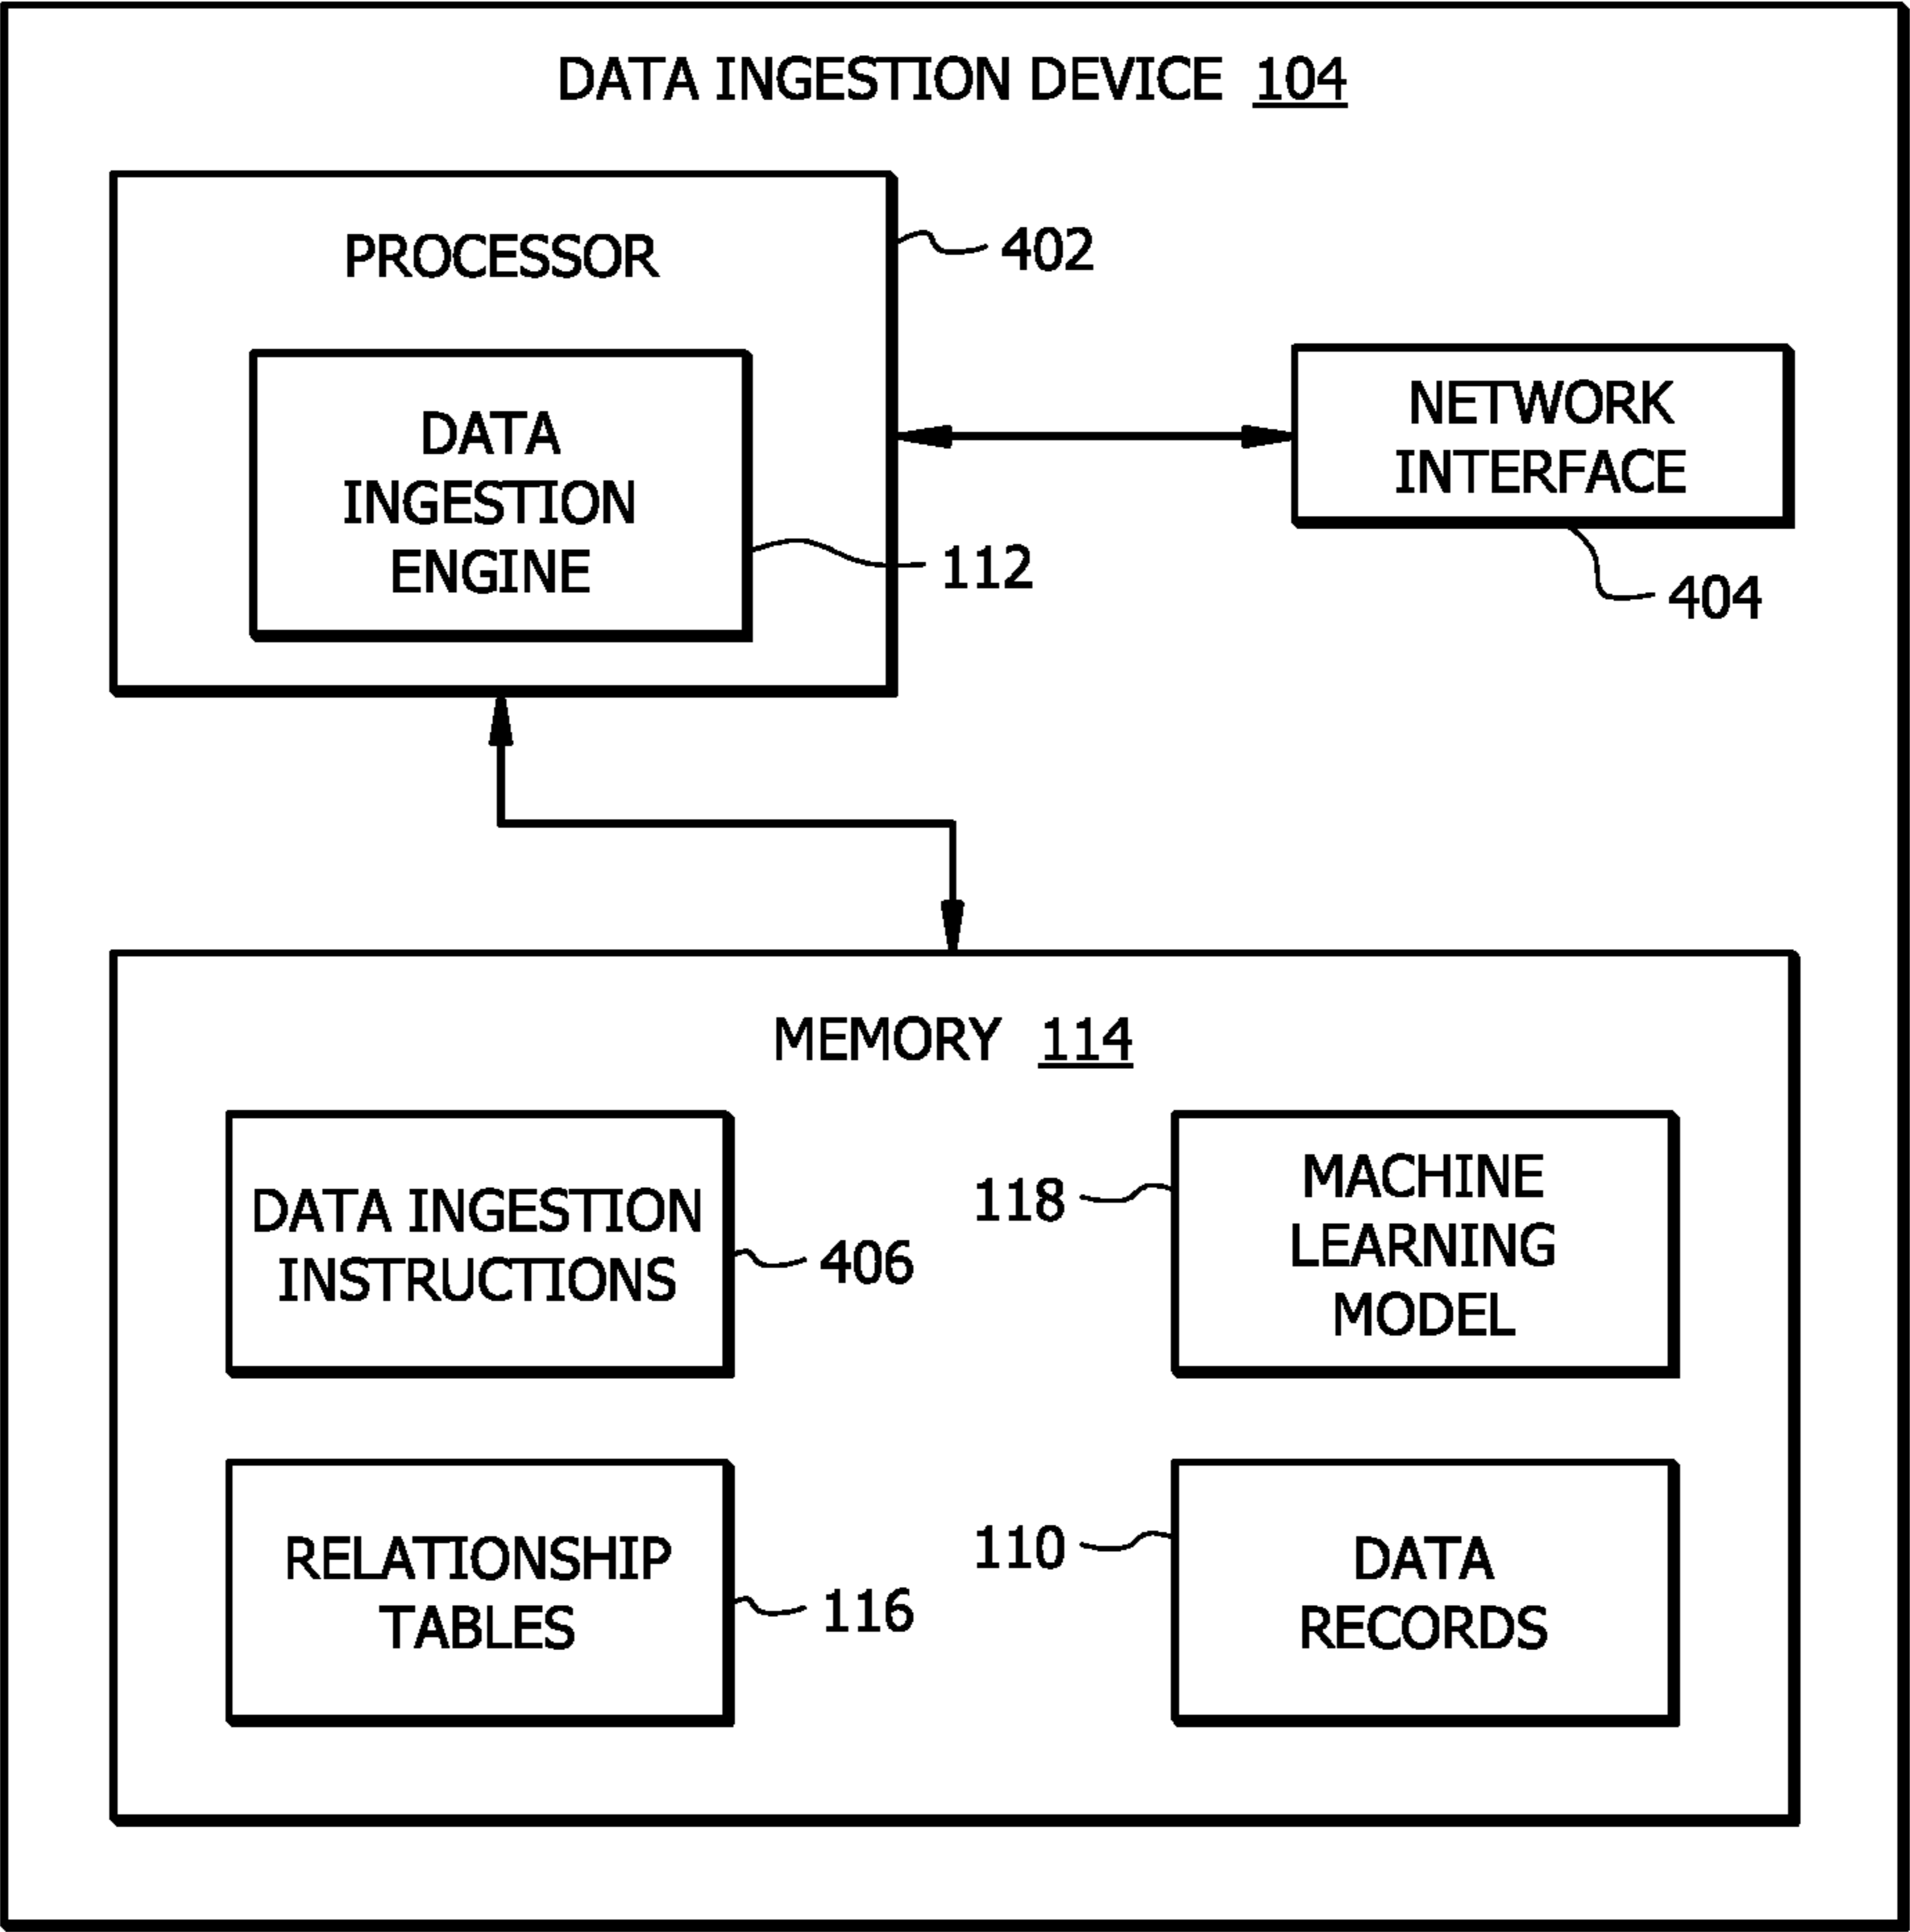 DATA INGESTION DEVICE 104
PROCESSOR
402
DATA
INGESTION
ENGINE
112
NETWORK
INTERFACE
404
MEMORY 114
DATA INGESTION
INSTRUCTIONS
406
118
MACHINE
LEARNING
MODEL
RELATIONSHIP
TABLES
116
110
DATA
RECORDS